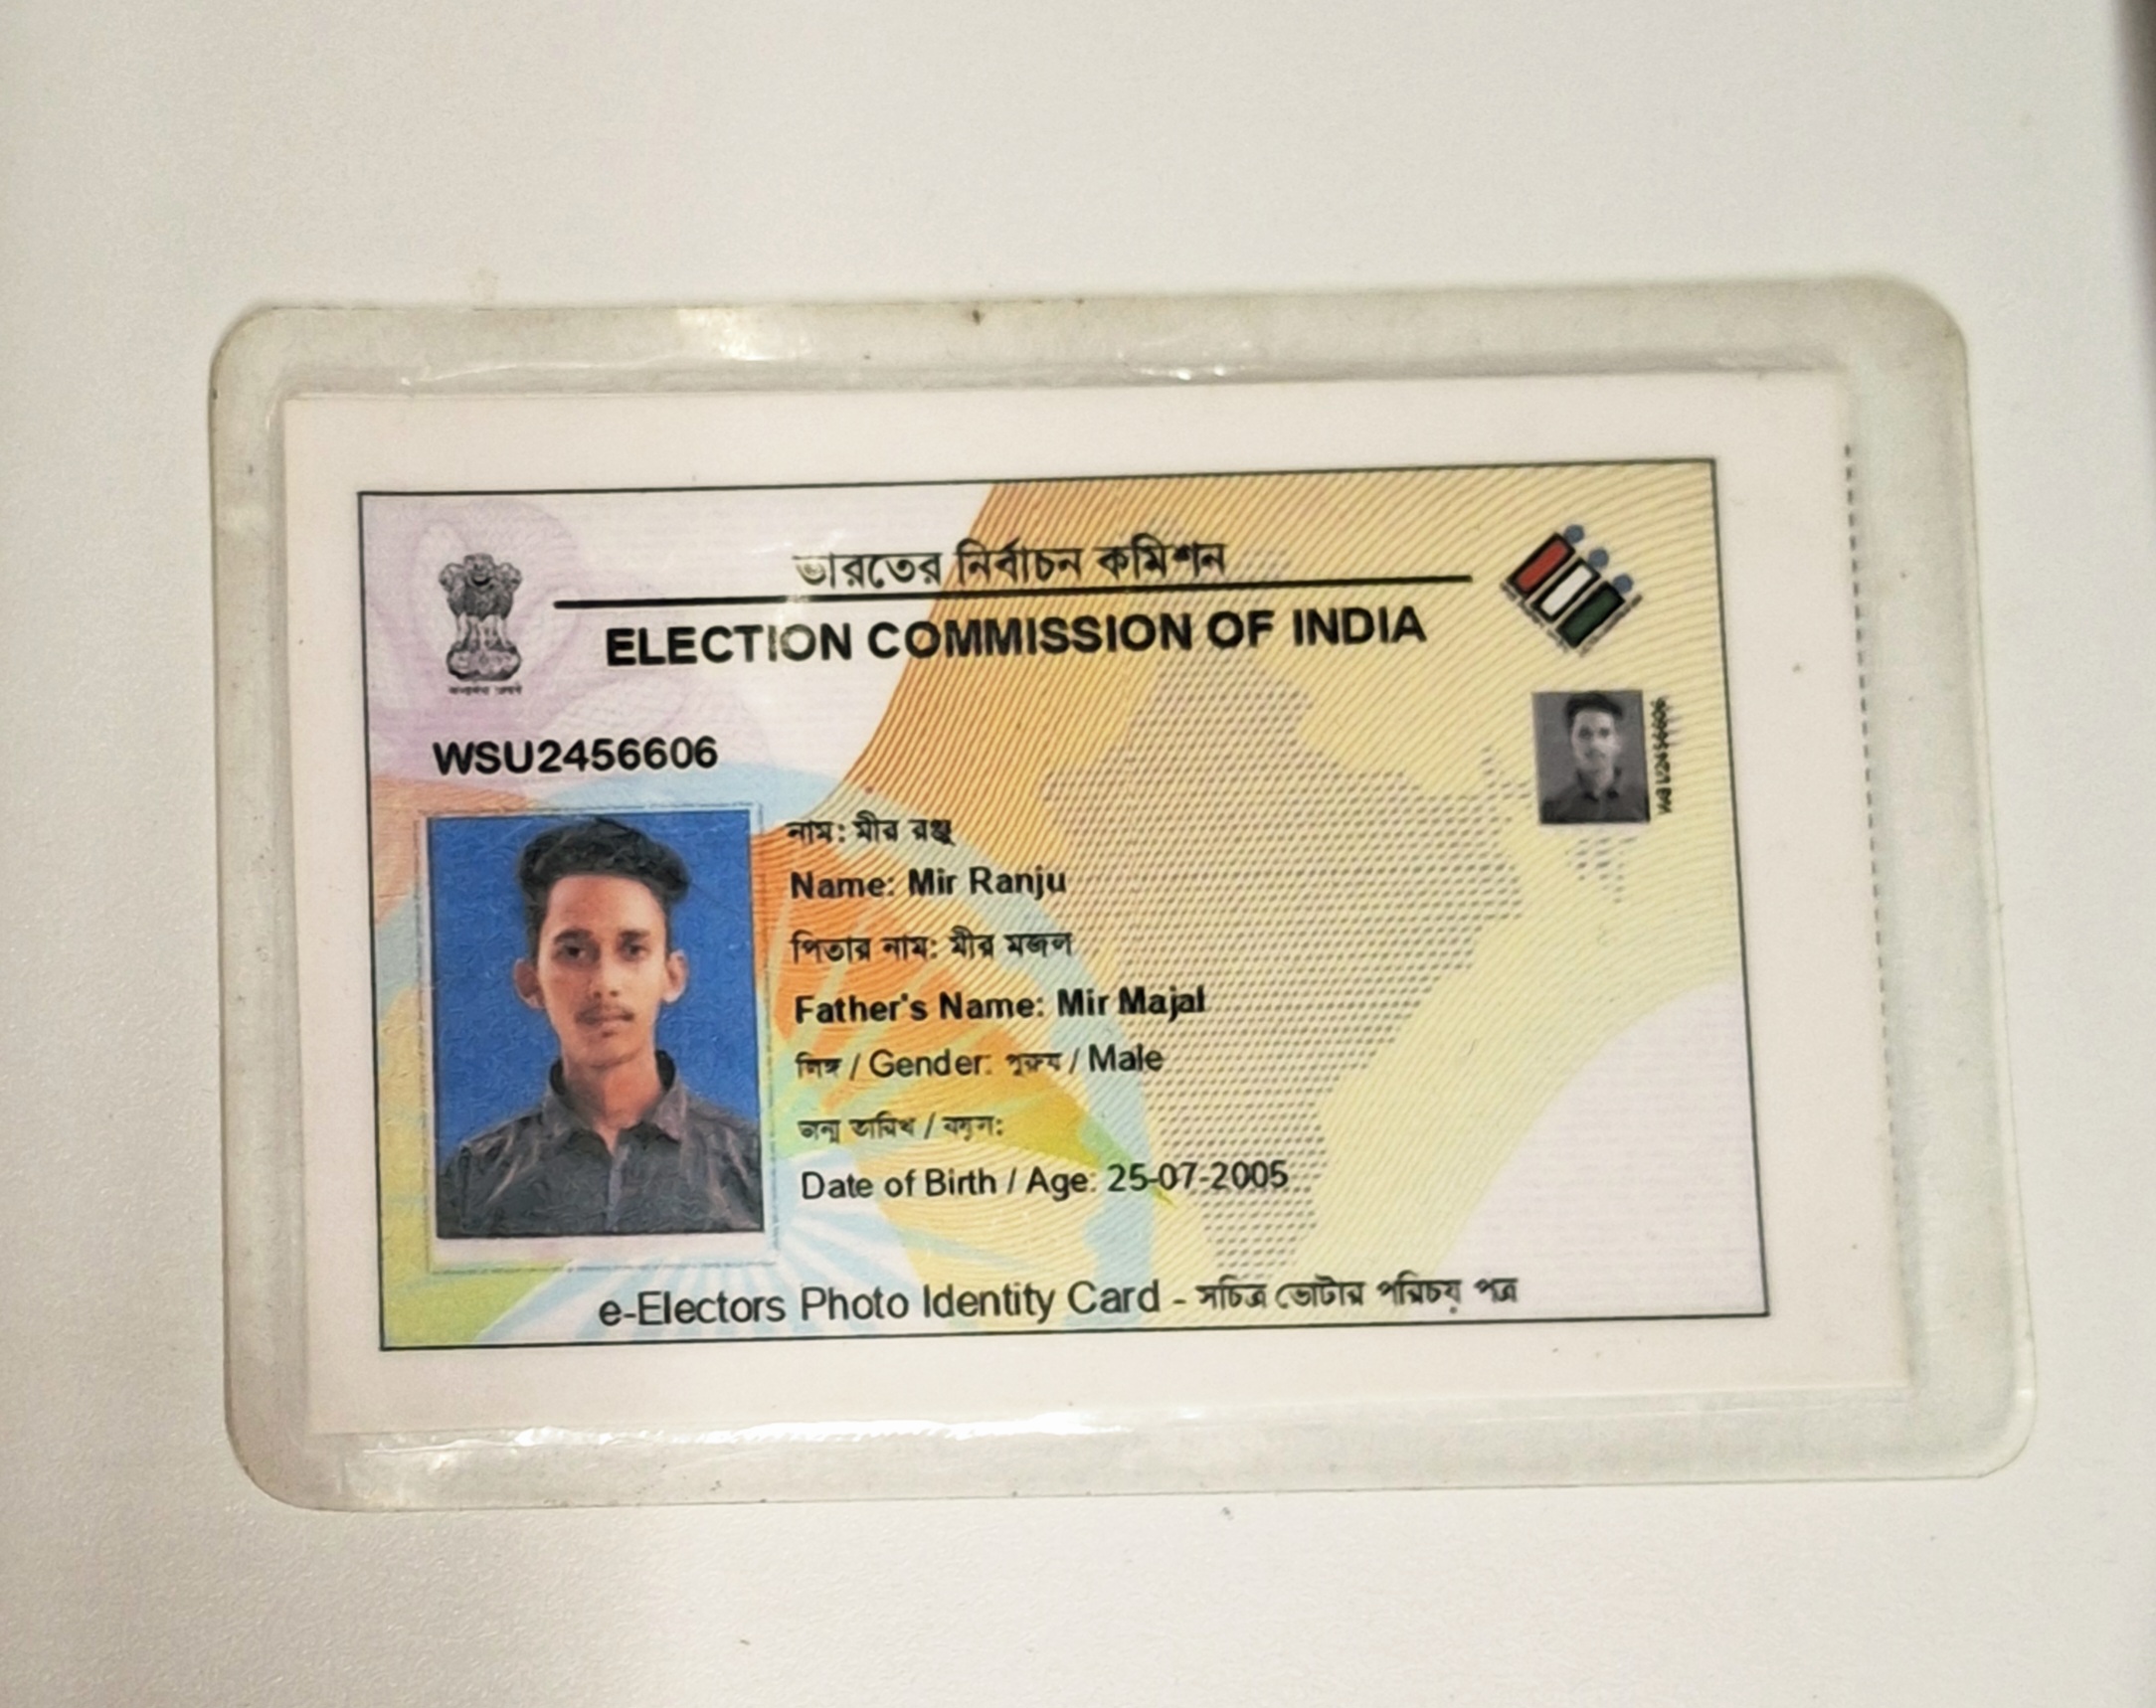 ভারতের নির্বাচন কমিশন
ELECTION COMMISSION OF INDIA
WSU2456606
WSU2456606
নাম: মীর রঞ্জু
Name: Mir Ranju
পিতার নাম: মীর মজল
Father's Name: Mir Majal
লিঙ্গ / Gender: পুরুষ / Male
জন্ম তারিখ / বয়স:
Date of Birth / Age: 25-07-2005
e-Electors Photo Identity Card - সচিত্র ভোটার পরিচয় পত্র